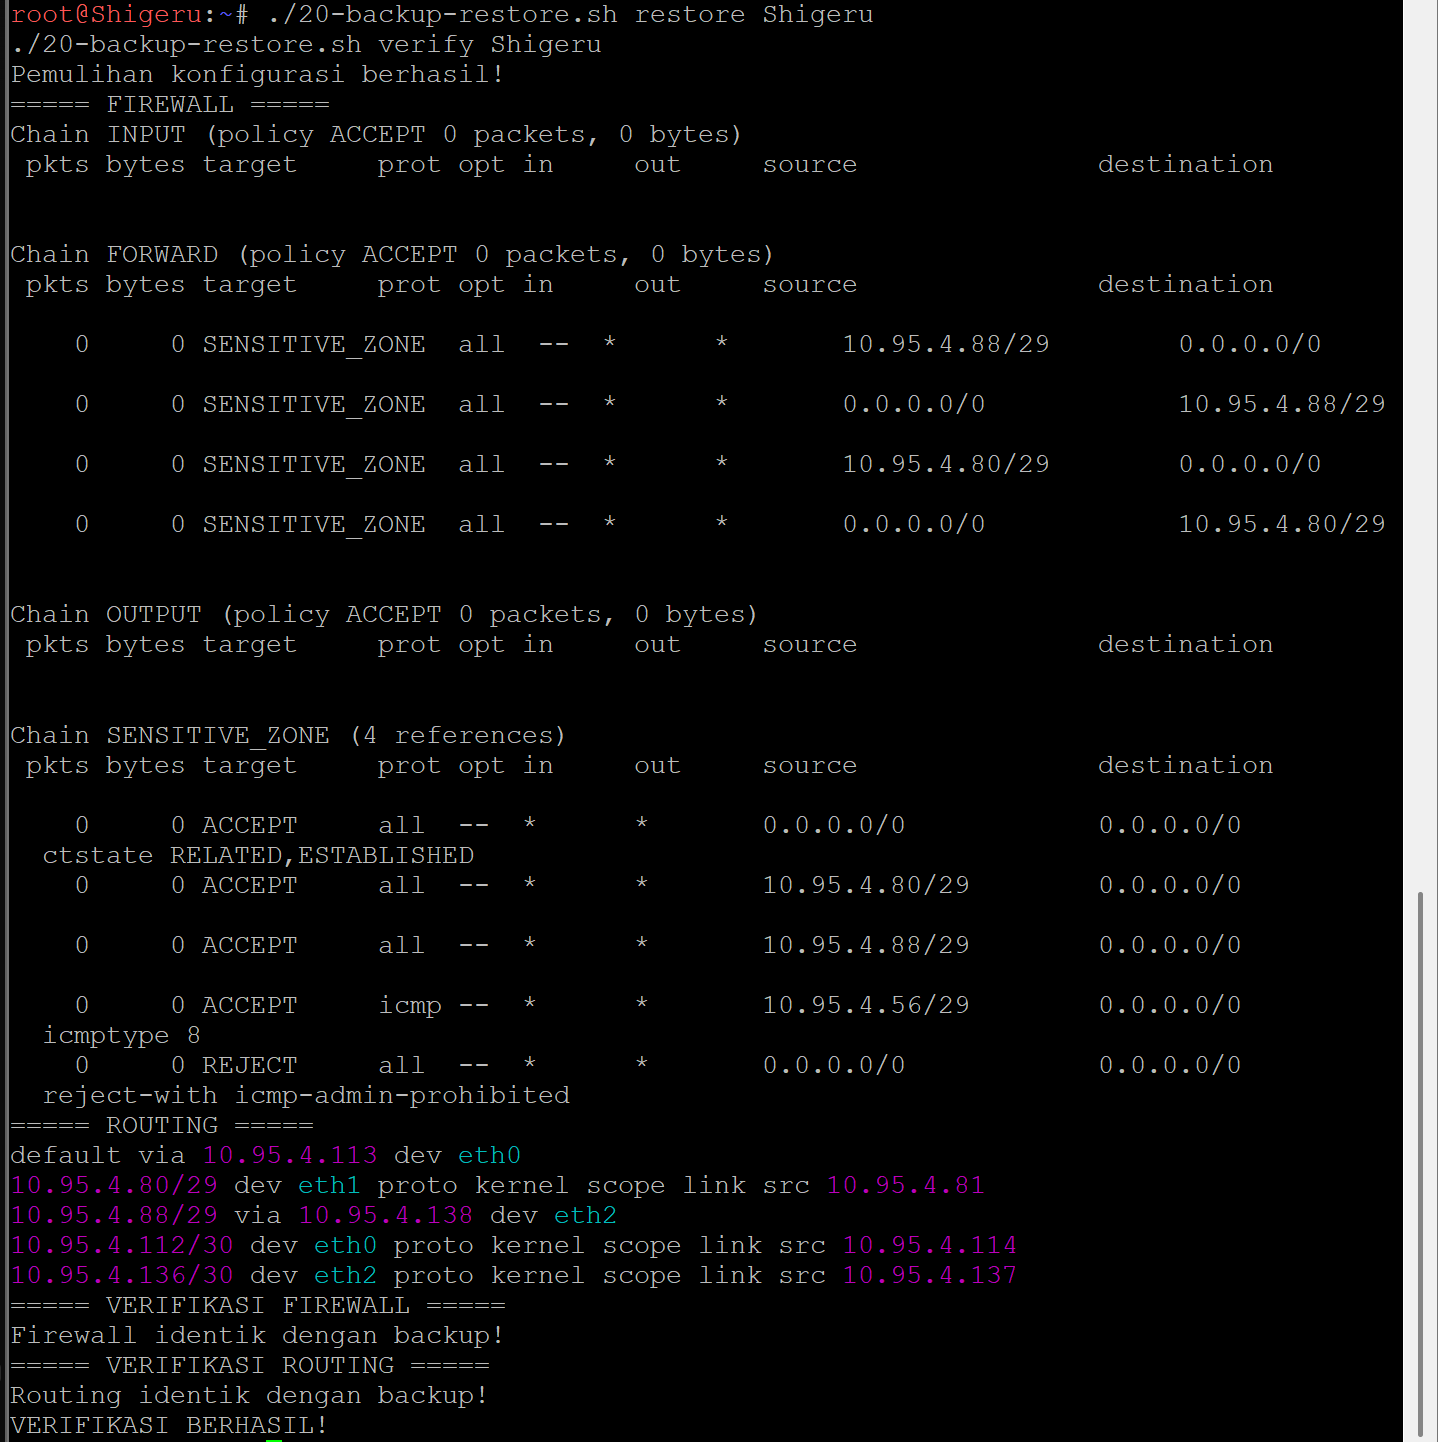 root@Shigeru:~# ./20-backup-restore.sh restore Shigeru
./20-backup-restore.sh verify Shigeru
Pemulihan konfigurasi berhasil!
===== FIREWALL =====
Chain INPUT (policy ACCEPT 0 packets, 0 bytes)
 pkts bytes target     prot opt in     out     source               destination
Chain FORWARD (policy ACCEPT 0 packets, 0 bytes)
 pkts bytes target     prot opt in     out     source               destination
    0     0 SENSITIVE_ZONE  all  --  *      *       10.95.4.88/29        0.0.0.0/0
    0     0 SENSITIVE_ZONE  all  --  *      *       0.0.0.0/0            10.95.4.88/29
    0     0 SENSITIVE_ZONE  all  --  *      *       10.95.4.80/29        0.0.0.0/0
    0     0 SENSITIVE_ZONE  all  --  *      *       0.0.0.0/0            10.95.4.80/29
Chain OUTPUT (policy ACCEPT 0 packets, 0 bytes)
 pkts bytes target     prot opt in     out     source               destination
Chain SENSITIVE_ZONE (4 references)
 pkts bytes target     prot opt in     out     source               destination
    0     0 ACCEPT     all  --  *      *       0.0.0.0/0            0.0.0.0/0
  ctstate RELATED,ESTABLISHED
    0     0 ACCEPT     all  --  *      *       10.95.4.80/29        0.0.0.0/0
    0     0 ACCEPT     all  --  *      *       10.95.4.88/29        0.0.0.0/0
    0     0 ACCEPT     icmp --  *      *       10.95.4.56/29        0.0.0.0/0
  icmptype 8
    0     0 REJECT     all  --  *      *       0.0.0.0/0            0.0.0.0/0
  reject-with icmp-admin-prohibited
===== ROUTING =====
default via 10.95.4.113 dev eth0
10.95.4.80/29 dev eth1 proto kernel scope link src 10.95.4.81
10.95.4.88/29 via 10.95.4.138 dev eth2
10.95.4.112/30 dev eth0 proto kernel scope link src 10.95.4.114
10.95.4.136/30 dev eth2 proto kernel scope link src 10.95.4.137
===== VERIFIKASI FIREWALL =====
Firewall identik dengan backup!
===== VERIFIKASI ROUTING =====
Routing identik dengan backup!
VERIFIKASI BERHASIL!